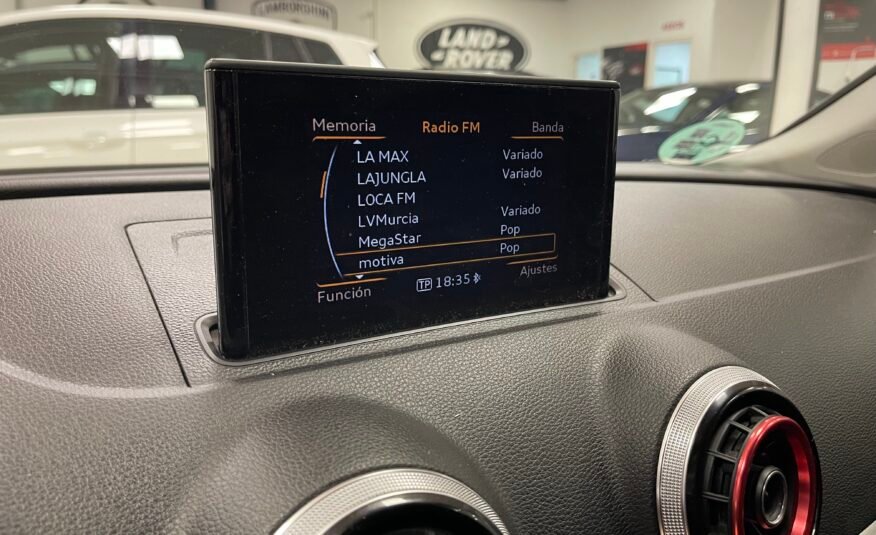 LAMBORGHINI
LAND
ROVER
Memoria Radio FM Banda
LA MAX Variado
LAJUNGLA Variado
LOCA FM
LVMurcia Variado
MegaStar Pop
motiva Pop
Función TP 18:35 Ajustes